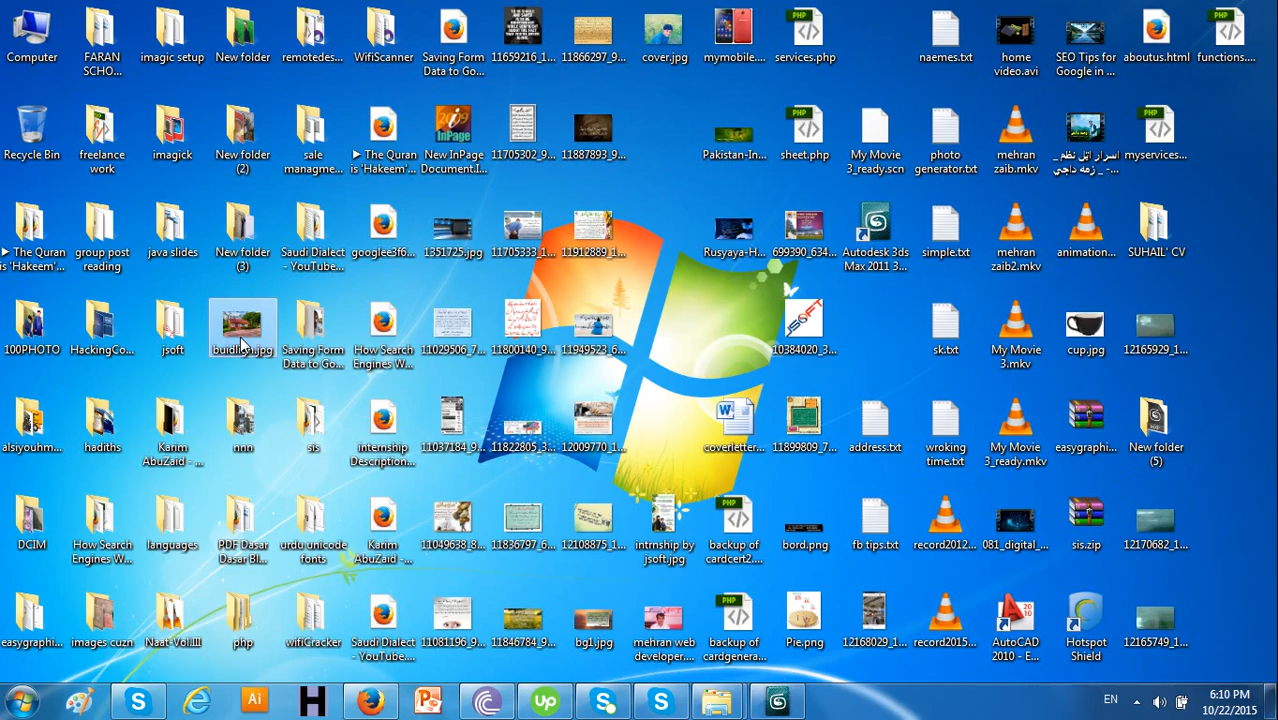 Computer
FARAN SCHO...
imagic setup
New folder
remotedes...
WifiScanner
Saving Form Data to Go...
11659216_1...
11866297_9...
cover.jpg
mymobile....
services.php
naemes.txt
home video.avi
SEO Tips for Google in ...
aboutus.html
functions....
Recycle Bin
freelance work
imagick
New folder (2)
sale managme...
► The Quran is 'Hakeem'...
New InPage Document.I...
11705302_9...
11887893_9...
Pakistan-In...
sheet.php
My Movie 3_ready.scn
photo generator.txt
mehran zaib.mkv
myservices...
► The Quran is 'Hakeem'...
group post reading
java slides
New folder (3)
Saudi Dialect - YouTube...
googlee3f6...
1351725.jpg
11705333_1...
11912889_1...
Rusyaya-H...
699390_634...
Autodesk 3ds Max 2011 3...
simple.txt
mehran zaib2.mkv
animation...
SUHAIL' CV
100PHOTO
HackingCo...
jsoft
Saving Form Data to Go...
How Search Engines W...
11029506_7...
11800140_9...
11949523_6...
10384020_3...
sk.txt
My Movie 3.mkv
cup.jpg
12165929_1...
alsiyouhm...
hadiths
Karim AbuZaid - ...
nnn
sis
internship Description...
11037184_9...
11822805_3...
12009770_1...
coverletter...
11899809_7...
address.txt
wroking time.txt
My Movie 3_ready.mkv
easygraphi...
New folder (5)
DCIM
How Search Engines W...
languages
PDF Dasar Dasar Bl...
urdu unicode fonts
Karim AbuZaid -...
11049638_8...
11836797_6...
12108875_1...
intrnship by jsoft.jpg
backup of cardcert2....
bord.png
fb tips.txt
record2012...
081_digital_...
sis.zip
12170682_1...
easygraphi...
images cuzn
Naat-Vol.III
php
wifiCracker
Saudi Dialect - YouTube...
11081196_9...
11846784_9...
bg1.jpg
mehran web developer....
backup of cardgenera...
Pie.png
12168029_1...
record2015...
AutoCAD 2010 - E...
Hotspot Shield
12165749_1...
EN
6:10 PM
10/22/2015